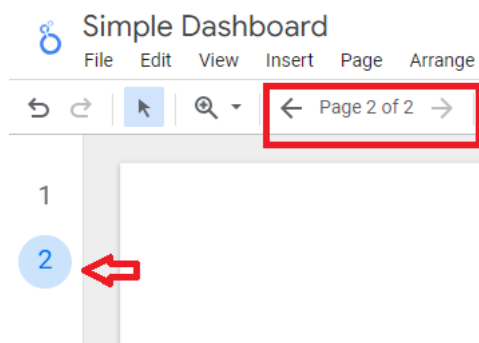 Simple Dashboard
File Edit View Insert Page Arrange
Page 2 of 2
1
2